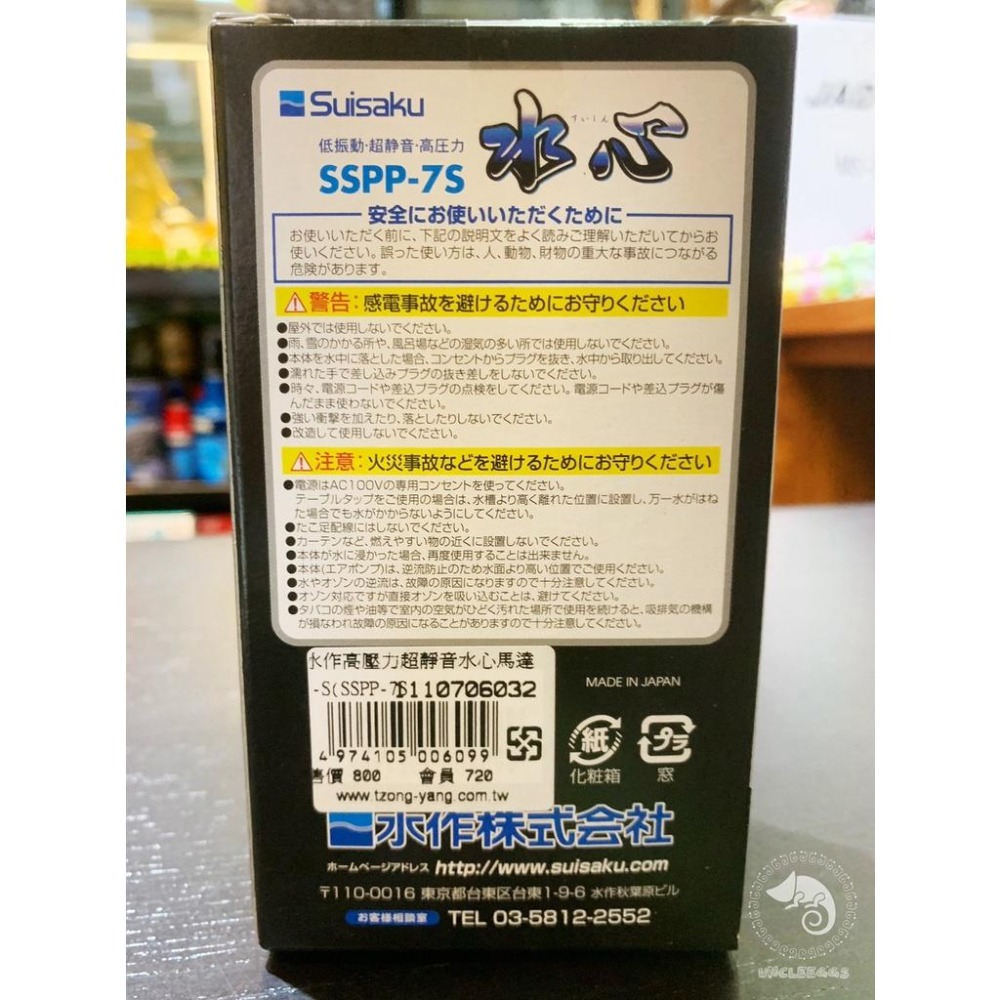 Suisaku
低振動・超静音・高圧力
SSPP-7S
すいしん
水心
安全にお使いいただくために
お使いいただく前に、下記の説明文をよく読みご理解いただいてからお
使いください。誤った使い方は、人、動物、財物の重大な事故につながる
危険があります。
警告：感電事故を避けるためにお守りください
●屋外では使用しないでください。
●雨、雪のかかる所や、風呂場などの湿気の多い所では使用しないでください。
●本体を水中に落とした場合、コンセントからプラグを抜き、水中から取り出してください。
●濡れた手で差し込みプラグの抜き差しをしないでください。
●時々、電源コードや差込プラグの点検をしてください。電源コードや差込プラグが傷
んだまま使わないでください。
●強い衝撃を加えたり、落としたりしないでください。
●改造して使用しないでください。
注意：火災事故などを避けるためにお守りください
●電源はAC100Vの専用コンセントを使ってください。
テーブルタップをご使用の場合は、水槽より高く離れた位置に設置し、万一水がはね
た場合でも水がかからないようにしてください。
●たこ足配線にはしないでください。
●カーテンなど、燃えやすい物の近くに設置しないでください。
●本体が水に浸かった場合、再度使用することは出来ません。
●本体(エアポンプ)は、逆流防止のため水面より高い位置でご使用ください。
●水やオゾンの逆流は、故障の原因になりますので十分注意してください。
●オゾン対応ですが直接オゾンを吸い込むことは、避けてください。
●タバコの煙や油等で室内の空気がひどく汚れた場所で使用を続けると、吸排気の機構
が損なわれ故障の原因になることがありますので十分注意してください。
水作高壓力超靜音水心馬達
-S(SSPP-7S
110706032
4 974105 006099
售價 800 會員 720
www.tzong-yang.com.tw
MADE IN JAPAN
紙
化粧箱
プラ
窓
水作株式会社
ホームページアドレス http://www.suisaku.com
〒110-0016 東京都台東区台東1-9-6 水作秋葉原ビル
お客様相談室 TEL 03-5812-2552
UNCLEEGGS